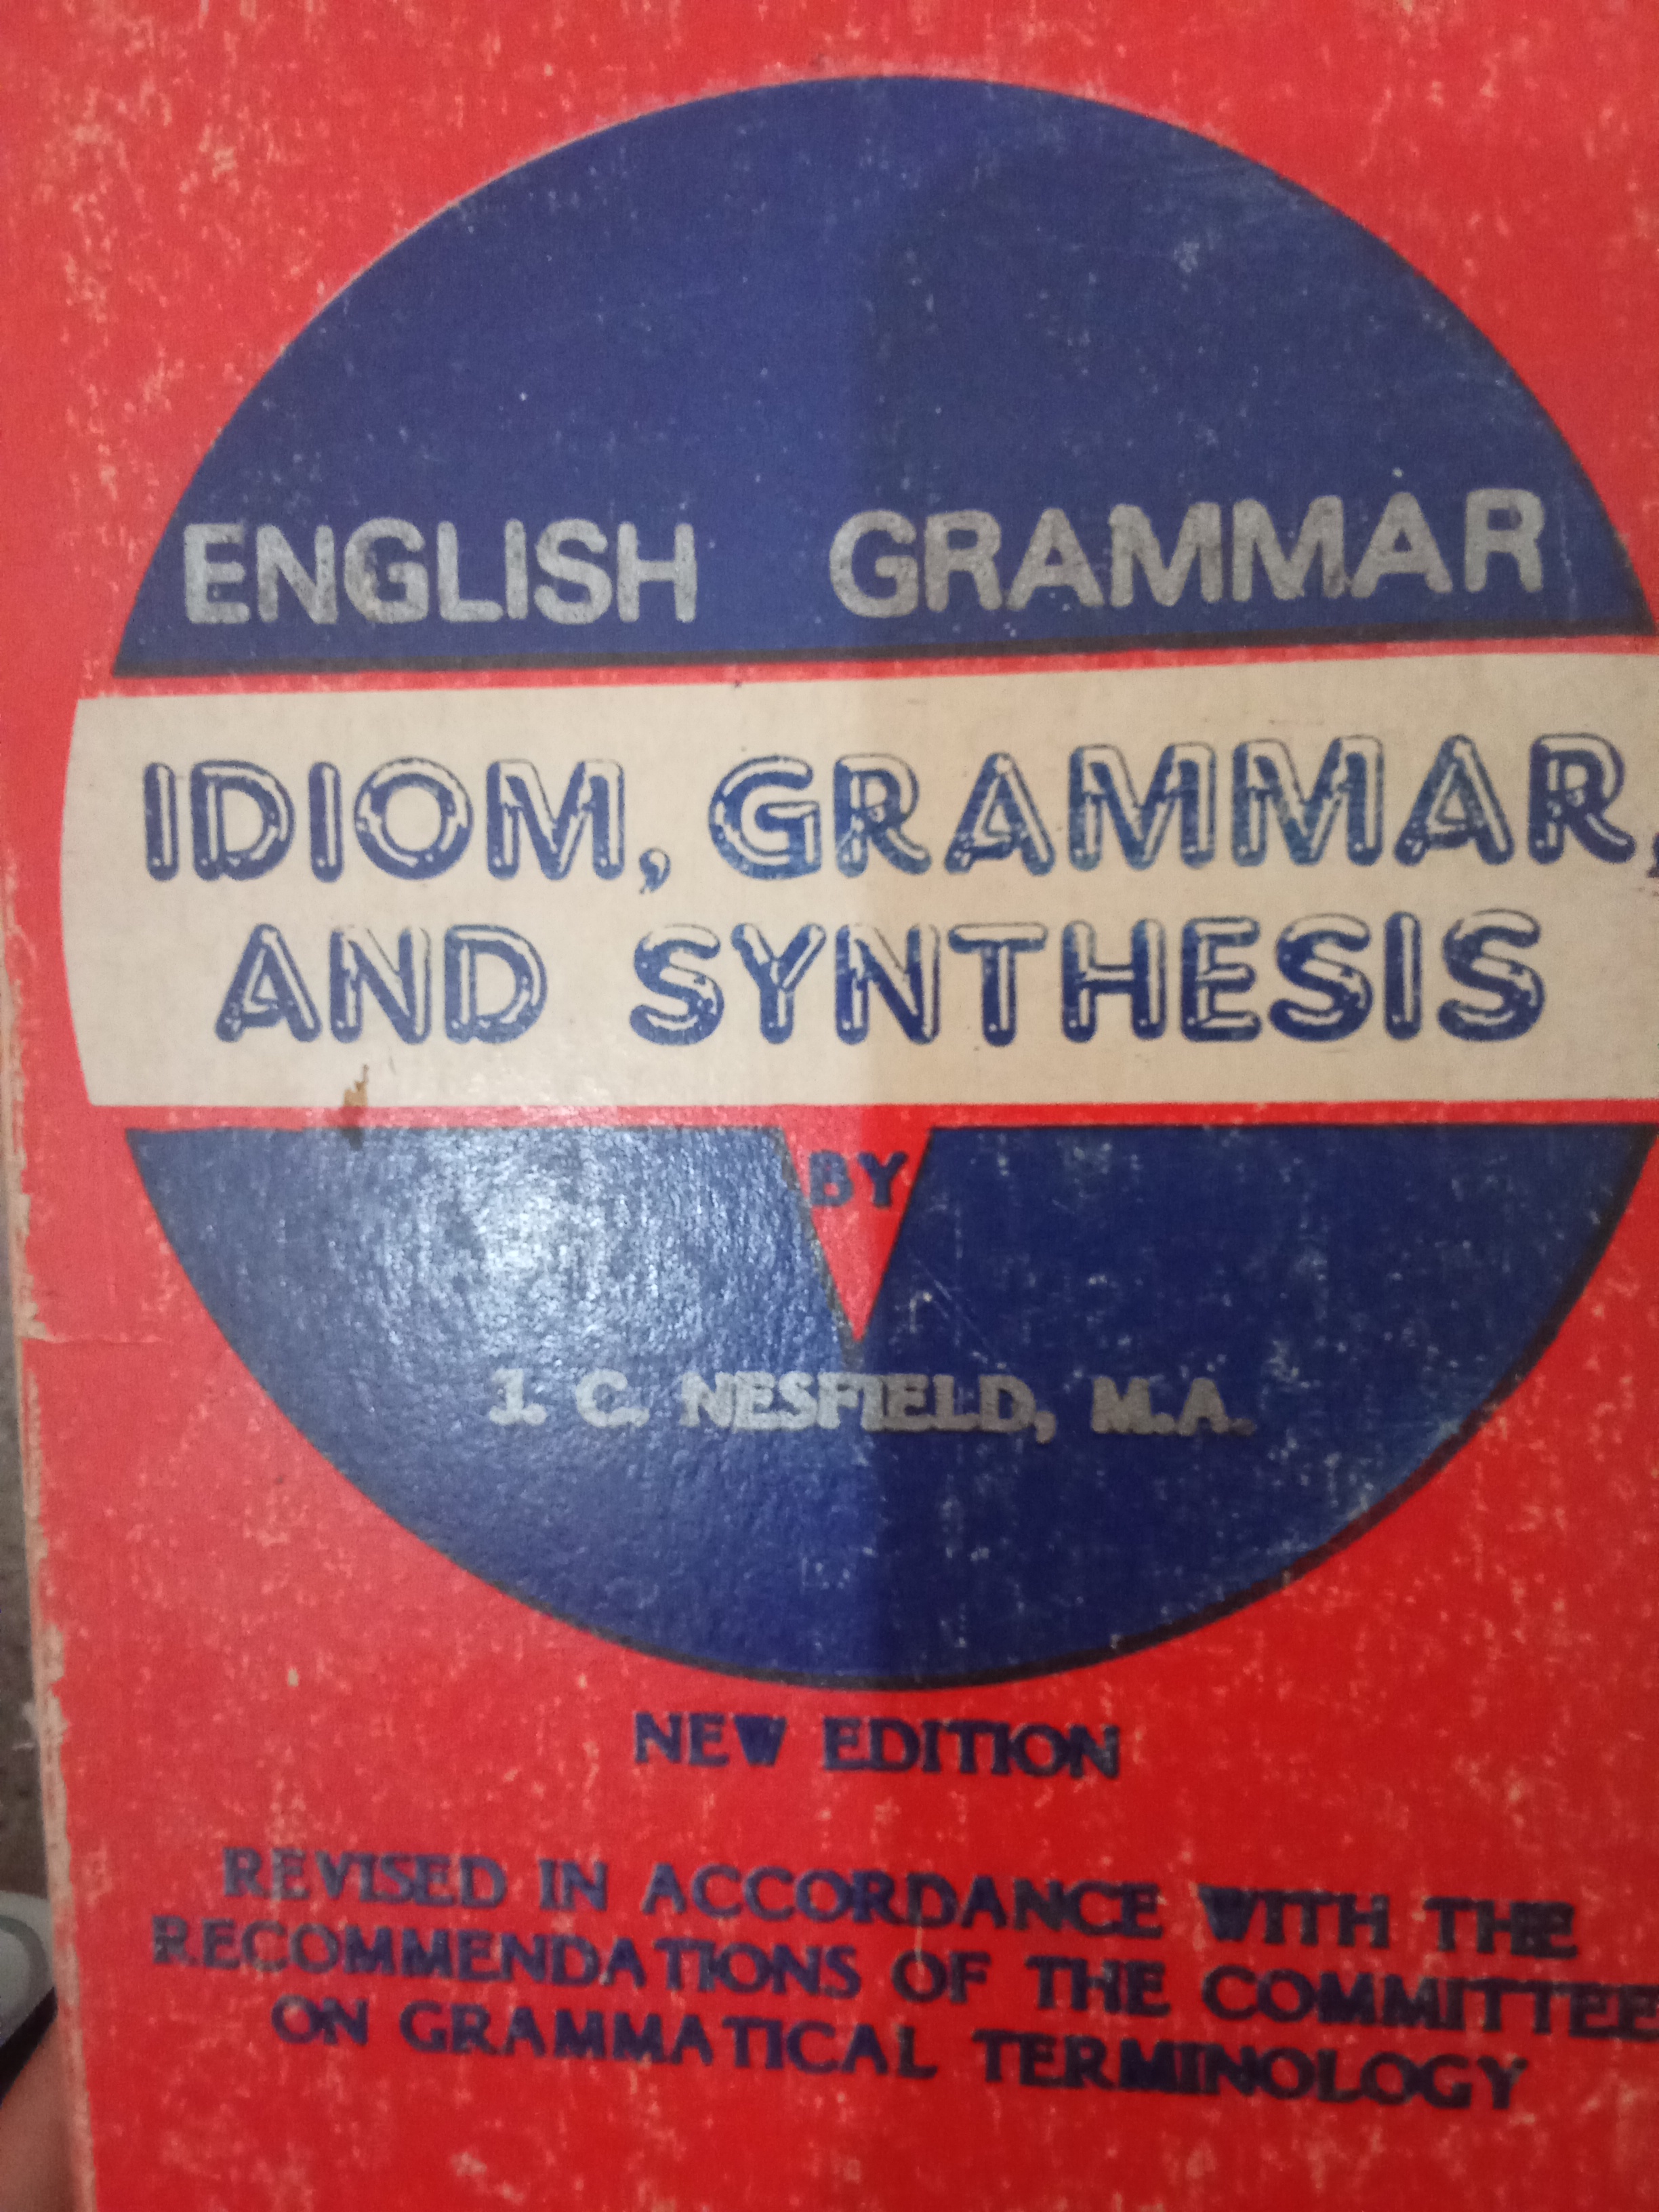 ENGLISH GRAMMAR
IDIOM, GRAMMAR,
AND SYNTHESIS
BY
J. C. NESFIELD, M.A.
NEW EDITION
REVISED IN ACCORDANCE WITH THE
RECOMMENDATIONS OF THE COMMITTEE
ON GRAMMATICAL TERMINOLOGY